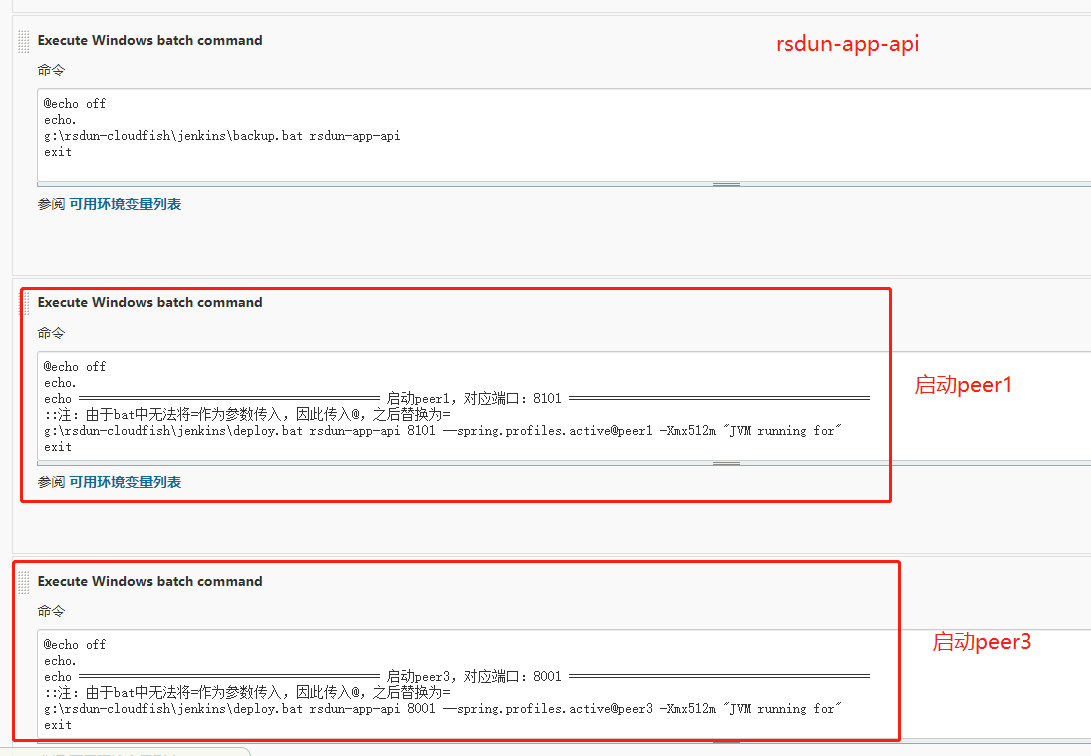 Execute Windows batch command
rsdun-app-api
命令
@echo off
echo.
g:\rsdun-cloudfish\jenkins\backup.bat rsdun-app-api
exit
参阅 可用环境变量列表
Execute Windows batch command
命令
启动peer1
@echo off
echo.
echo =========================================== 启动peer1，对应端口：8101 ===========================================
::注：由于bat中无法将=作为参数传入，因此传入@，之后替换为=
g:\rsdun-cloudfish\jenkins\deploy.bat rsdun-app-api 8101 --spring.profiles.active@peer1 -Xmx512m "JVM running for"
exit
参阅 可用环境变量列表
Execute Windows batch command
命令
启动peer3
@echo off
echo.
echo =========================================== 启动peer3，对应端口：8001 ===========================================
::注：由于bat中无法将=作为参数传入，因此传入@，之后替换为=
g:\rsdun-cloudfish\jenkins\deploy.bat rsdun-app-api 8001 --spring.profiles.active@peer3 -Xmx512m "JVM running for"
exit